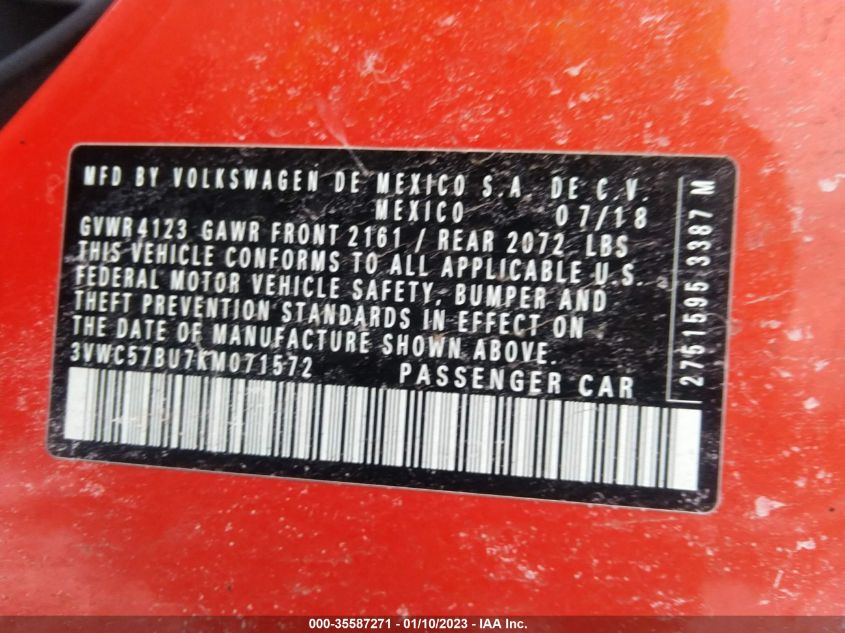 MFD BY VOLKSWAGEN DE MEXICO S.A. DE C.V.
MEXICO 07/18
GVWR 4123 GAWR FRONT 2161 / REAR 2072 LBS
THIS VEHICLE CONFORMS TO ALL APPLICABLE U.S.
FEDERAL MOTOR VEHICLE SAFETY, BUMPER AND
THEFT PREVENTION STANDARDS IN EFFECT ON
THE DATE OF MANUFACTURE SHOWN ABOVE.
3VWC57BU7KM071572 PASSENGER CAR
2751595 3387 M
000-35587271 - 01/10/2023 - IAA Inc.